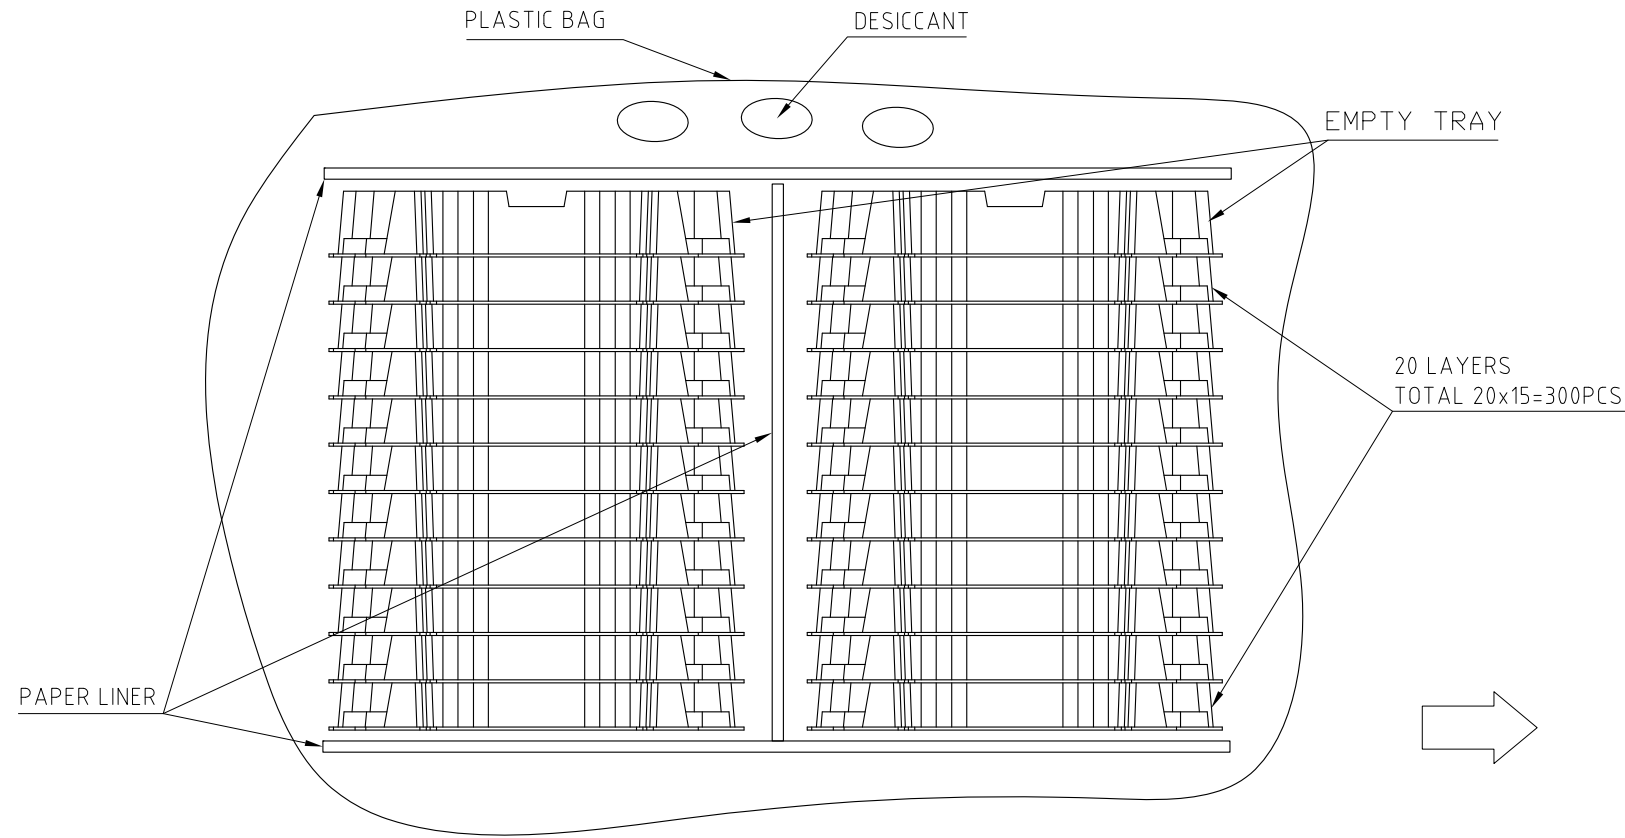 PLASTIC BAG
DESICCANT
EMPTY TRAY
20 LAYERS
TOTAL 20x15=300PCS
PAPER LINER